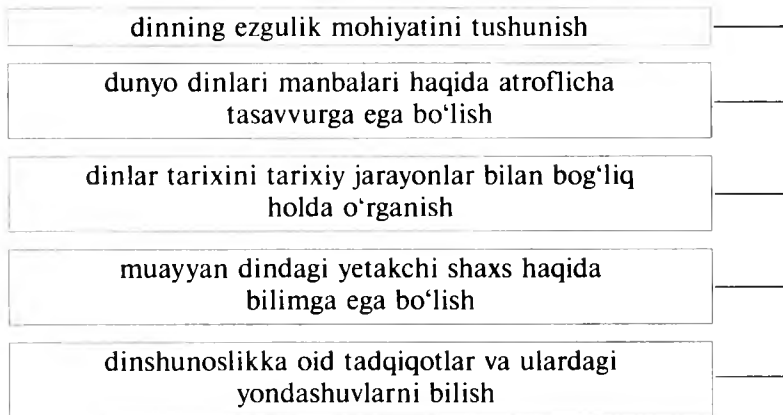 dinning ezgulik mohiyatini tushunish
dunyo dinlari manbalari haqida atroflicha
tasavvurga ega bo‘lish
dinlar tarixini tarixiy jarayonlar bilan bog‘liq
holda o‘rganish
muayyan dindagi yetakchi shaxs haqida
bilimga ega bo‘lish
dinshunoslikka oid tadqiqotlar va ulardagi
yondashuvlarni bilish